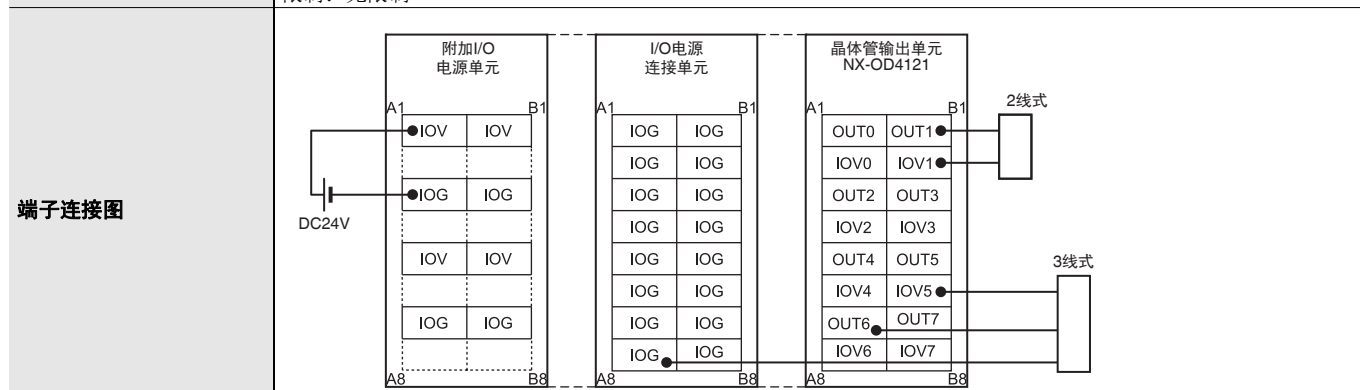 端子连接图
附加I/O
电源单元
A1 B1
IOV IOV
IOG IOG
IOV IOV
IOG IOG
A8 B8
DC24V
I/O电源
连接单元
A1 B1
IOG IOG
IOG IOG
IOG IOG
IOG IOG
IOG IOG
IOG IOG
IOG IOG
IOG IOG
A8 B8
晶体管输出单元
NX-OD4121
A1 B1
OUT0 OUT1
IOV0 IOV1
OUT2 OUT3
IOV2 IOV3
OUT4 OUT5
IOV4 IOV5
OUT6 OUT7
IOV6 IOV7
A8 B8
2线式
3线式